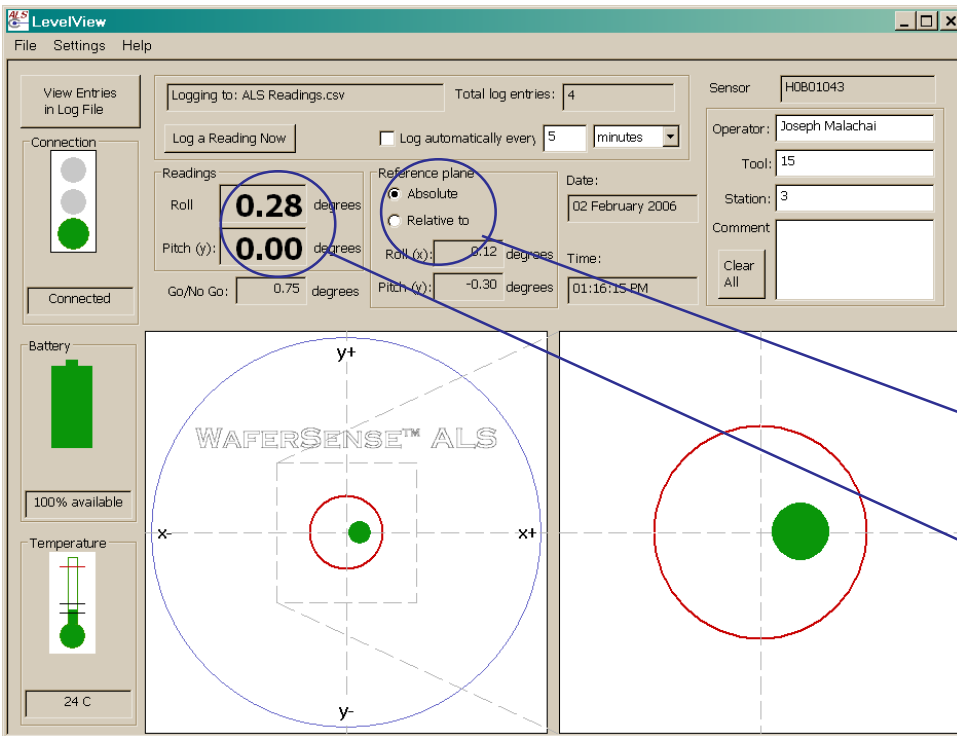 ALS LevelView
File Settings Help
View Entries
in Log File
Logging to: ALS Readings.csv
Total log entries: 4
Log a Reading Now
Log automatically every 5 minutes
Sensor H0B01043
Operator: Joseph Malachai
Tool: 15
Station: 3
Comment
Clear
All
Connection
Connected
Readings
Roll 0.28 degrees
Pitch (y): 0.00 degrees
Go/No Go: 0.75 degrees
Reference plane
Absolute
Relative to
Roll (x): 0.12 degrees
Pitch (y): -0.30 degrees
Date:
02 February 2006
Time:
01:16:15 PM
Battery
100% available
Temperature
24 C
y+
WAFERSENSE™ ALS
x-
x+
y-